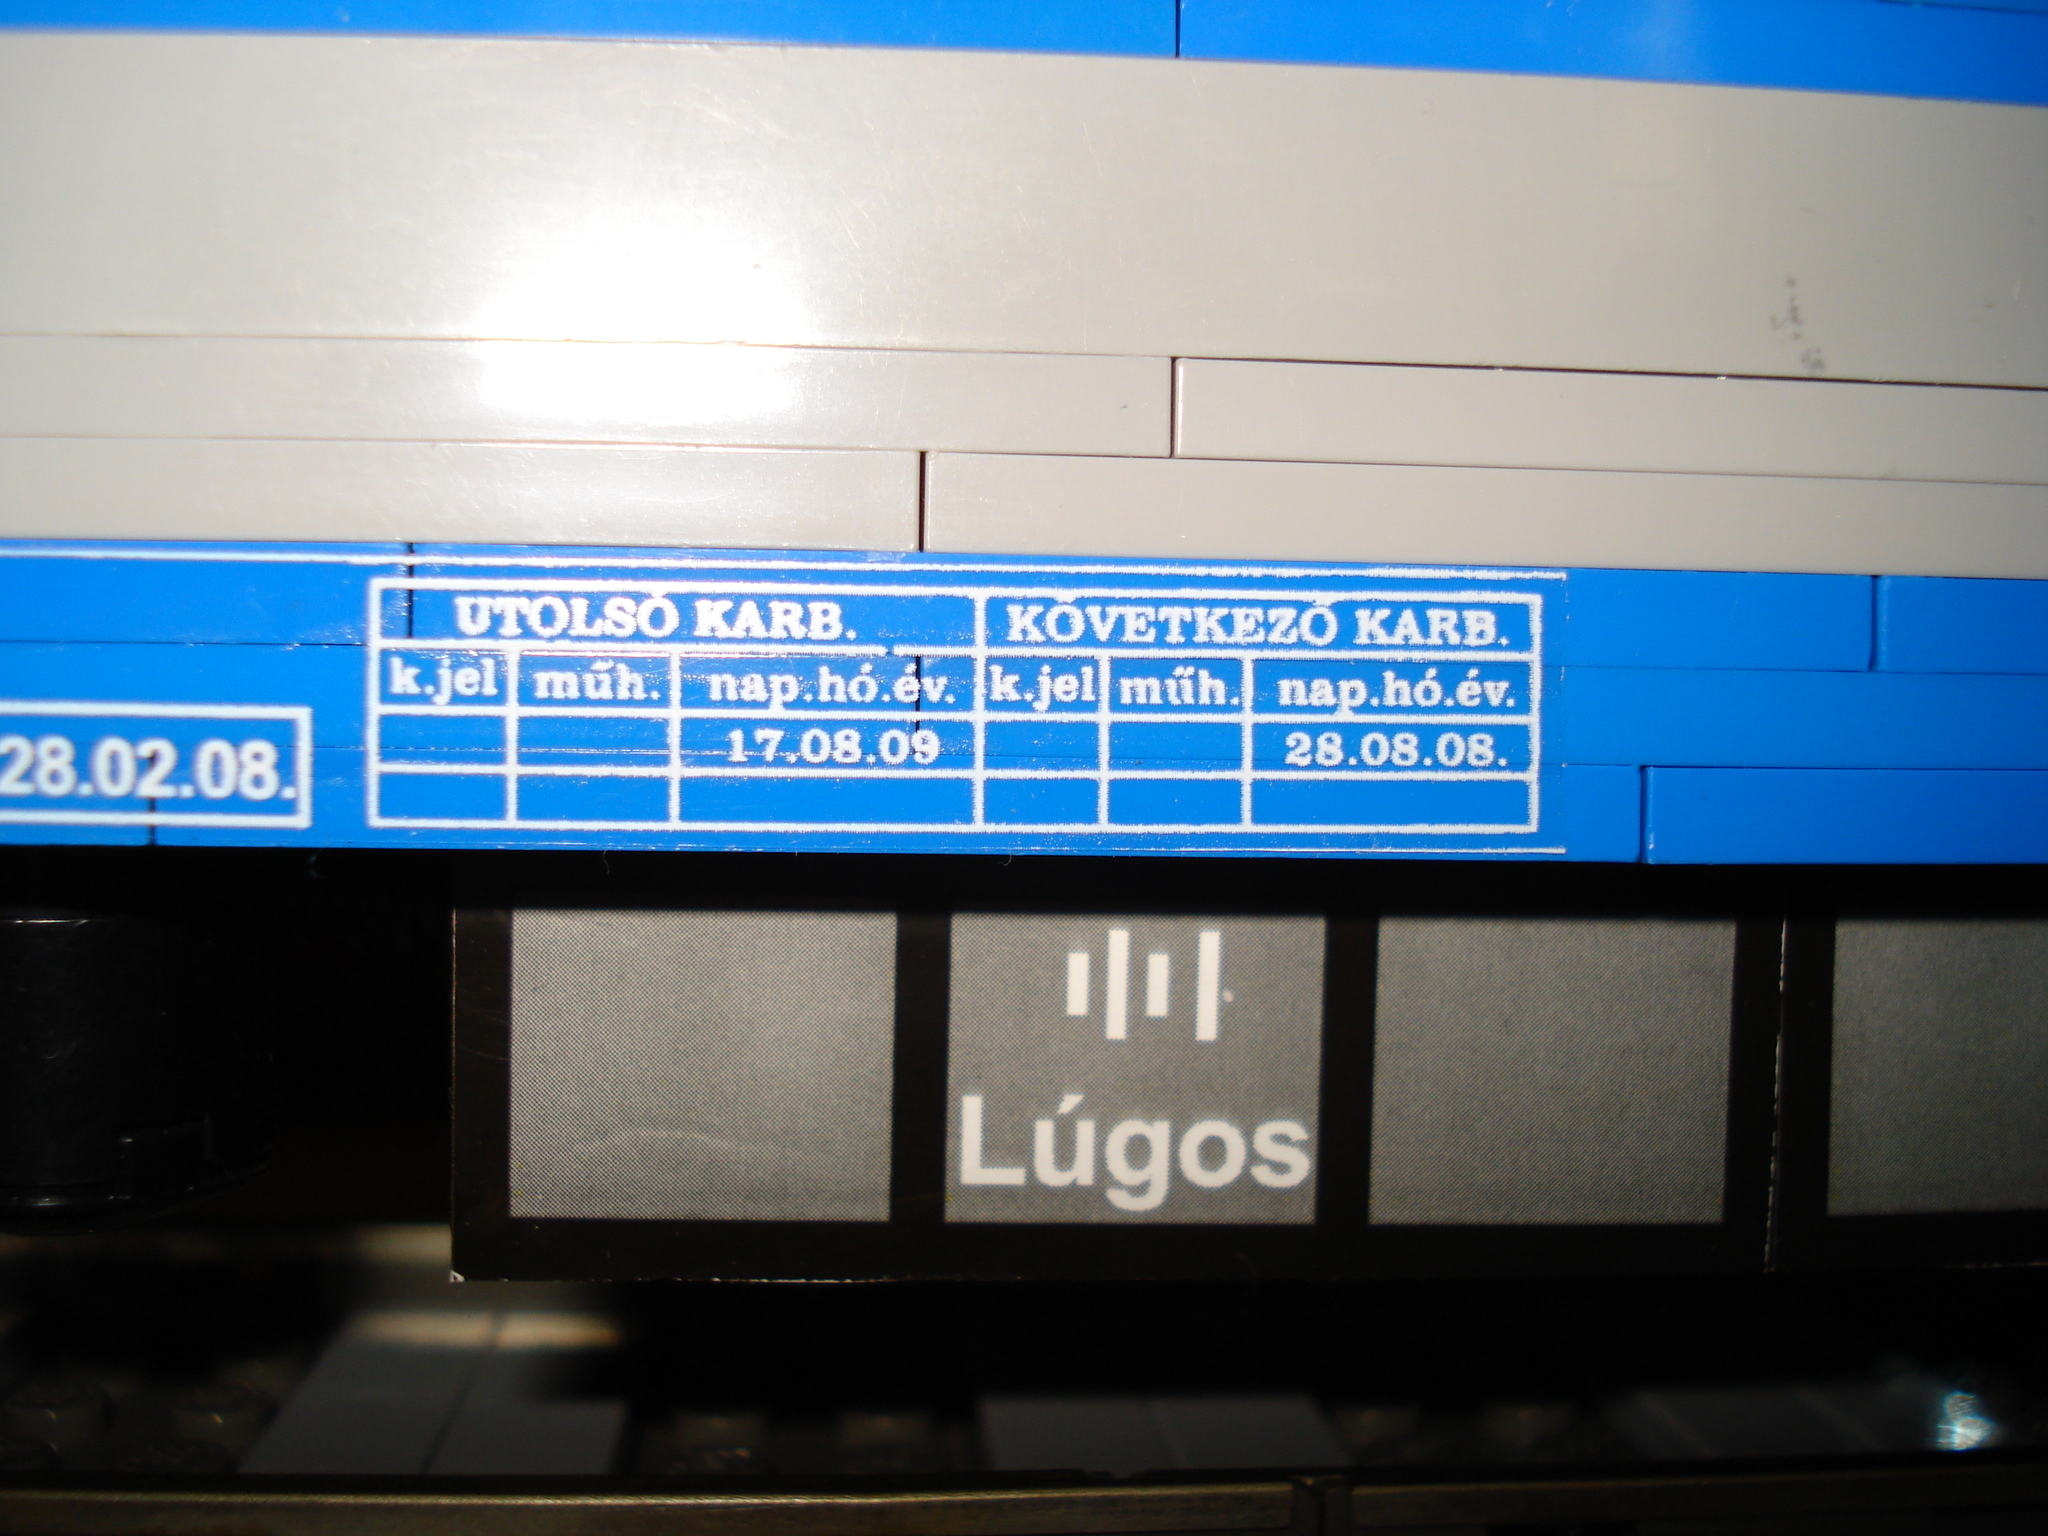 UTOLSÓ KARB. KÖVETKEZŐ KARB.
k.jel műh. nap.hó.év. k.jel műh. nap.hó.év.
17.08.09 28.08.08.
28.02.08.
Lúgos